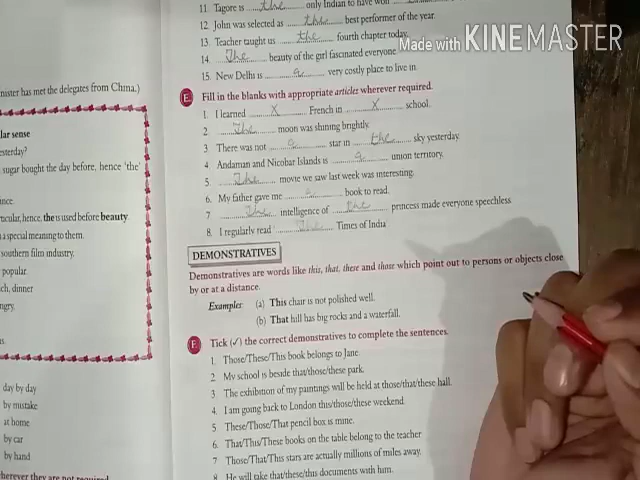 11. Tagore is the only Indian to have won
12. John was selected as the best performer of the year.
13. Teacher taught us the fourth chapter today.
14. The beauty of the girl fascinated everyone
15. New Delhi is a very costly place to live in.
Made with KINEMASTER
nister has met the delegates from China.)
lar sense
esterday?
sugar bought the day before, hence 'the'
ince.
rticular, hence, the is used before beauty.
a special meaning to them.
southern film industry.
popular.
ch, dinner
ngry.
day by day
by mistake
at home
by car
by hand
wherever they are not required
E. Fill in the blanks with appropriate articles wherever required.
1. I learned X French in X school.
2. The moon was shining brightly.
3. There was not a star in the sky yesterday.
4. Andaman and Nicobar Islands is a union territory.
5. The movie we saw last week was interesting.
6. My father gave me a book to read.
7. The intelligence of the princess made everyone speechless.
8. I regularly read The Times of India
DEMONSTRATIVES
Demonstratives are words like this, that, these and those which point out to persons or objects close
by or at a distance.
Examples: (a) This chair is not polished well.
(b) That hill has big rocks and a waterfall.
F. Tick (✓) the correct demonstratives to complete the sentences.
1. Those/These/This book belongs to Jane.
2. My school is beside that/those/these park.
3. The exhibition of my paintings will be held at those/that/these hall.
4. I am going back to London this/those/these weekend.
5. These/Those/That pencil box is mine.
6. That/This/These books on the table belong to the teacher
7. Those/That/This stars are actually millions of miles away.
8. He will take that/these/this documents with him.